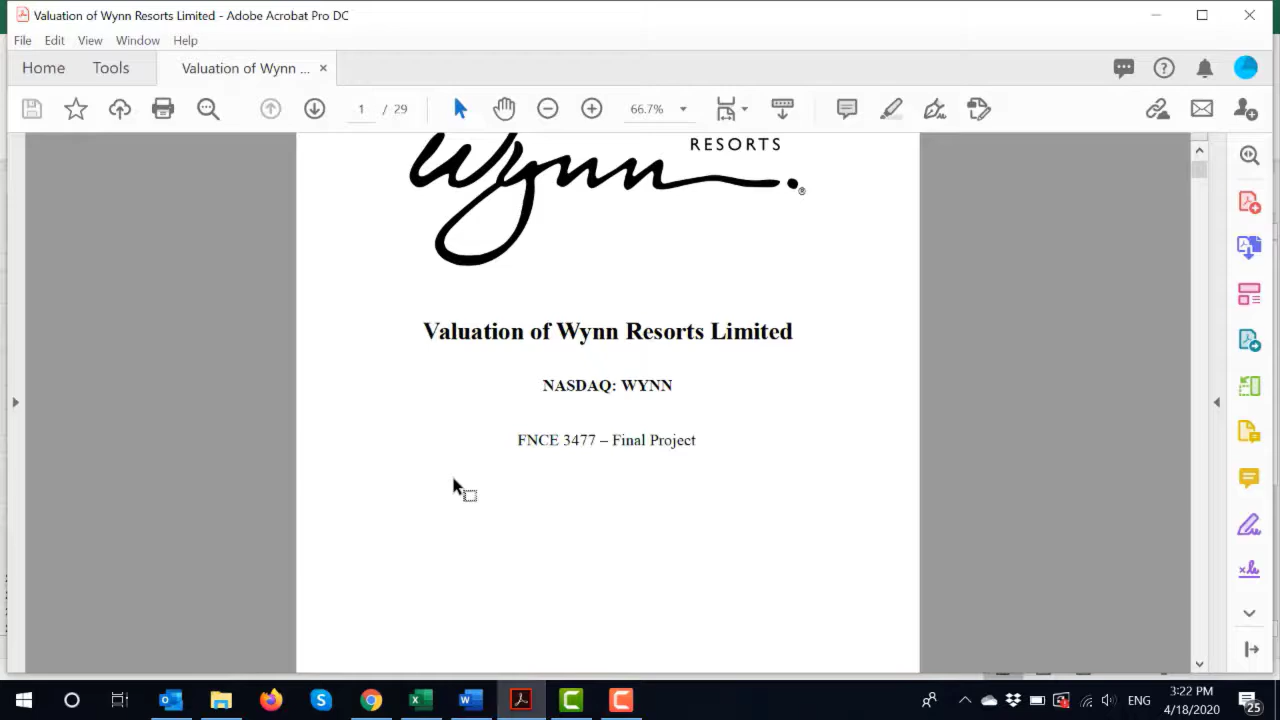 Valuation of Wynn Resorts Limited - Adobe Acrobat Pro DC
File Edit View Window Help
Home Tools Valuation of Wynn ... ×
1 / 29 66.7%
RESORTS
Wynn ®
Valuation of Wynn Resorts Limited
NASDAQ: WYNN
FNCE 3477 – Final Project
ENG
3:22 PM
4/18/2020
25